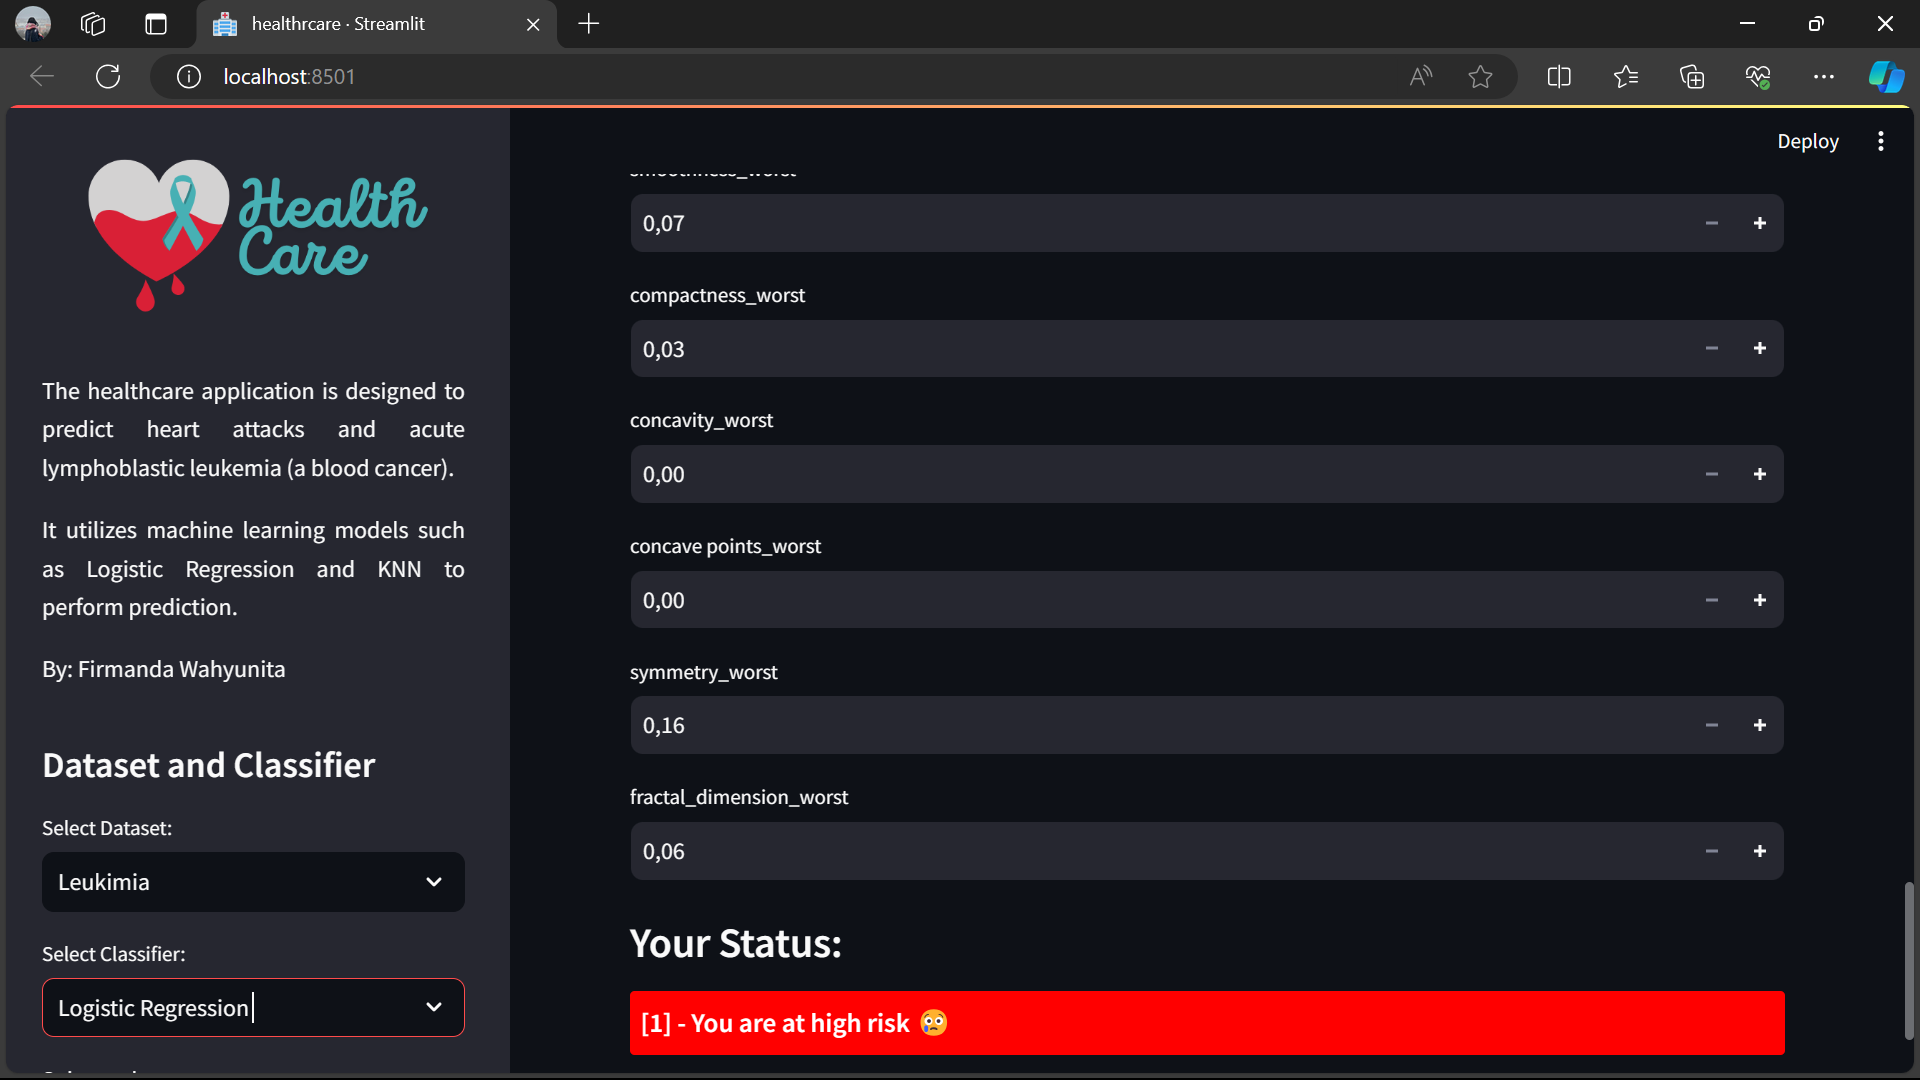 healthrcare · Streamlit
localhost:8501
Deploy
Health
Care
The healthcare application is designed to
predict heart attacks and acute
lymphoblastic leukemia (a blood cancer).
It utilizes machine learning models such
as Logistic Regression and KNN to
perform prediction.
By: Firmanda Wahyunita
Dataset and Classifier
Select Dataset:
Leukimia
Select Classifier:
Logistic Regression
smoothness_worst
0,07
compactness_worst
0,03
concavity_worst
0,00
concave points_worst
0,00
symmetry_worst
0,16
fractal_dimension_worst
0,06
Your Status:
[1] - You are at high risk 😢